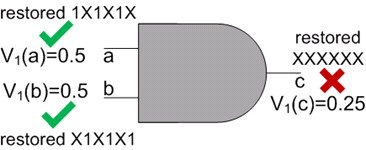 restored 1X1X1X
V₁(a)=0.5 a
V₁(b)=0.5 b
restored X1X1X1
restored
XXXXXX
c
V₁(c)=0.25